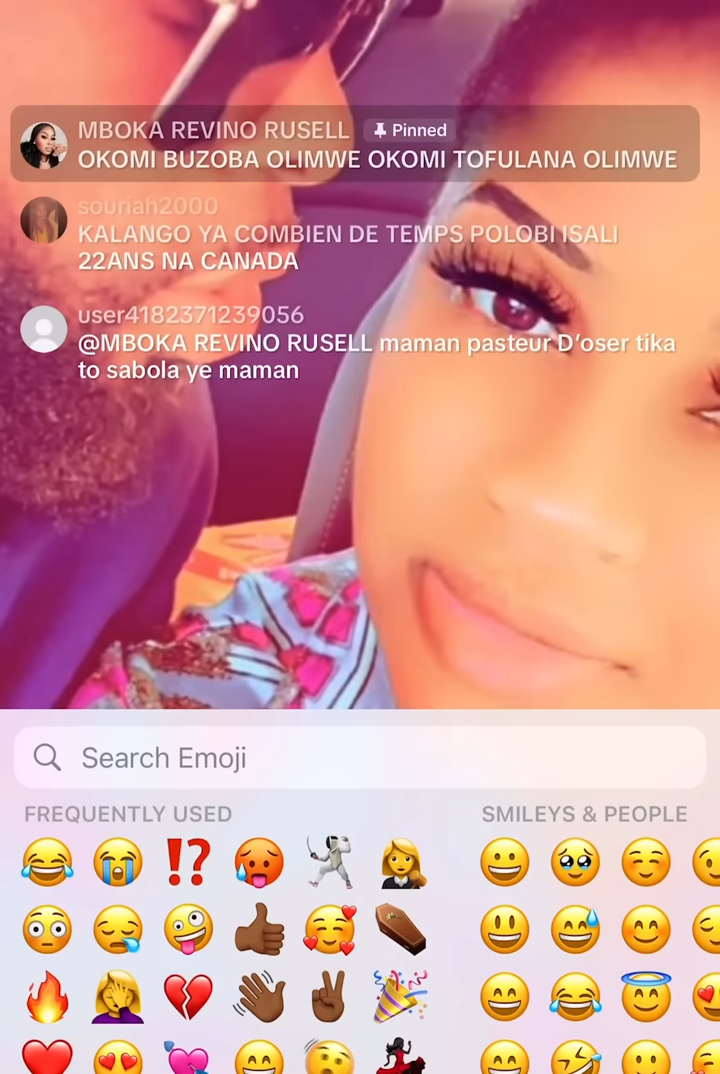 MBOKA REVINO RUSELL Pinned
OKOMI BUZOBA OLIMWE OKOMI TOFULANA OLIMWE
souriah2000
KALANGO YA COMBIEN DE TEMPS POLOBI ISALI
22ANS NA CANADA
user4182371239056
@MBOKA REVINO RUSELL maman pasteur D’oser tika
to sabola ye maman
Search Emoji
FREQUENTLY USED SMILEYS & PEOPLE